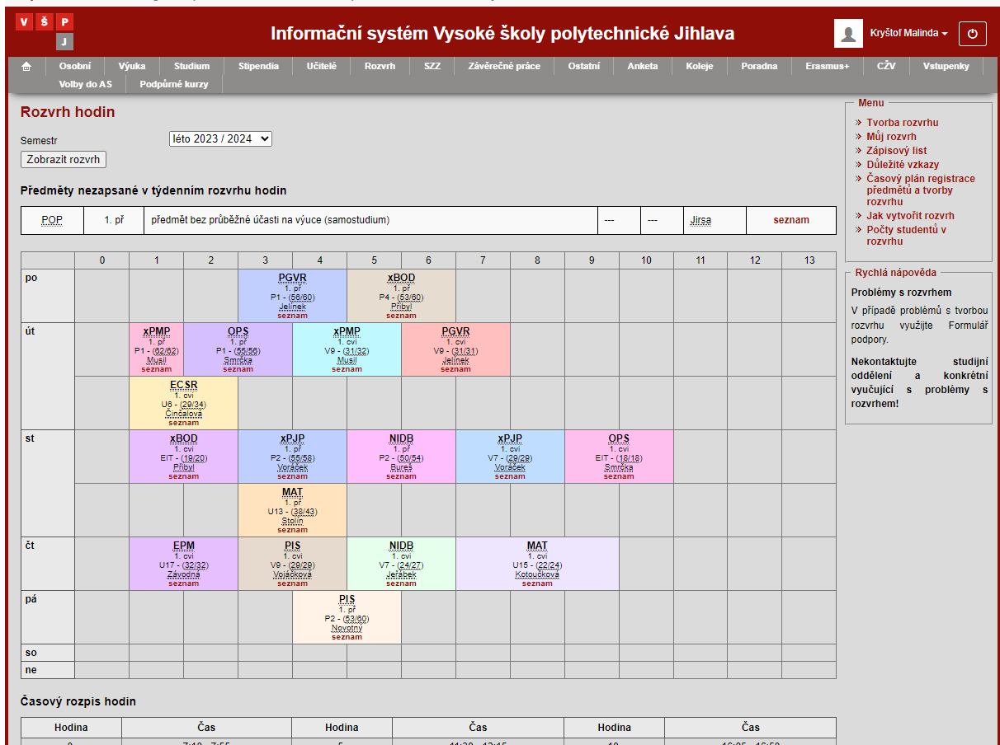 V Š P
J
Informační systém Vysoké školy polytechnické Jihlava
Kryštof Malinda
Osobní Výuka Studium Stipendia Učitelé Rozvrh SZZ Závěrečné práce Ostatní Anketa Koleje Poradna Erasmus+ CŽV Vstupenky
Volby do AS Podpůrné kurzy
Rozvrh hodin
Semestr léto 2023 / 2024
Zobrazit rozvrh
Předměty nezapsané v týdenním rozvrhu hodin
POP 1. př předmět bez průběžné účasti na výuce (samostudium) --- --- Jirsa seznam
0 1 2 3 4 5 6 7 8 9 10 11 12 13
po
PGVR
1. př
P1 - (56/60)
Jelínek
seznam
xBOD
1. př
P4 - (53/60)
Přibyl
seznam
út
xPMP
1. př
P1 - (62/62)
Musil
seznam
OPS
1. př
P1 - (55/56)
Smrčka
seznam
xPMP
1. cvi
V9 - (31/32)
Musil
seznam
PGVR
1. cvi
V9 - (31/31)
Jelínek
seznam
ECSR
1. cvi
U6 - (29/34)
Činčalová
seznam
st
xBOD
1. cvi
EIT - (19/20)
Přibyl
seznam
xPJP
1. př
P2 - (55/58)
Voráček
seznam
NIDB
1. př
P2 - (50/54)
Bureš
seznam
xPJP
1. cvi
V7 - (29/29)
Voráček
seznam
OPS
1. cvi
EIT - (18/18)
Smrčka
seznam
MAT
1. př
U13 - (38/43)
Stolín
seznam
čt
EPM
1. cvi
U17 - (32/32)
Závodná
seznam
PIS
1. cvi
V9 - (29/29)
Vojáčková
seznam
NIDB
1. cvi
V7 - (24/27)
Jeřábek
seznam
MAT
1. cvi
U15 - (22/24)
Kotoučková
seznam
pá
PIS
1. př
P2 - (53/60)
Novotný
seznam
so
ne
Časový rozpis hodin
Hodina Čas Hodina Čas Hodina Čas
Menu
» Tvorba rozvrhu
» Můj rozvrh
» Zápisový list
» Důležité vzkazy
» Časový plán registrace
předmětů a tvorby
rozvrhu
» Jak vytvořit rozvrh
» Počty studentů v
rozvrhu
Rychlá nápověda
Problémy s rozvrhem
V případě problémů s tvorbou
rozvrhu využijte Formulář
podpory.
Nekontaktujte studijní
oddělení a konkrétní
vyučující s problémy s
rozvrhem!